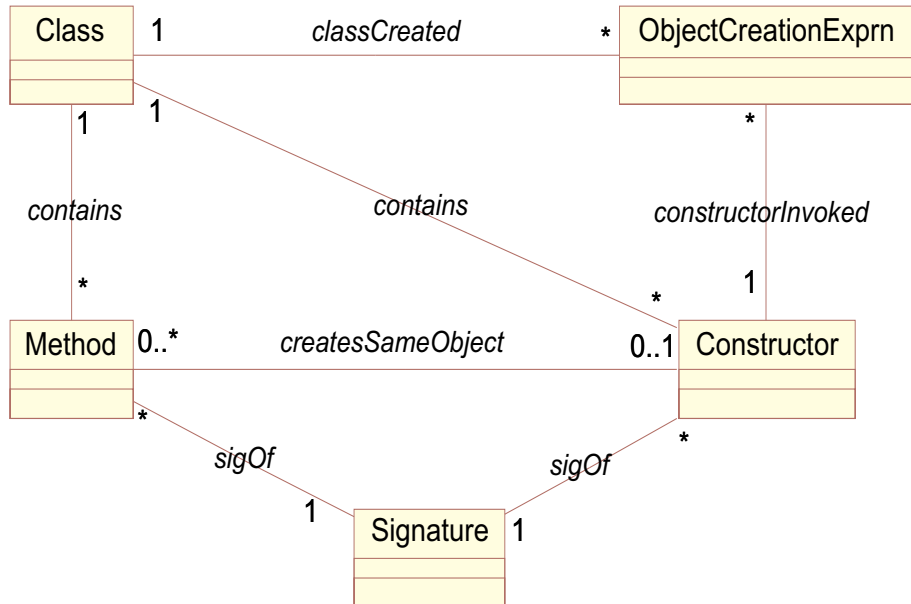 Class 1 classCreated * ObjectCreationExprn
1 1 *
contains contains constructorInvoked
* * 1
Method 0..* createsSameObject 0..1 Constructor
* *
sigOf sigOf
1 Signature 1